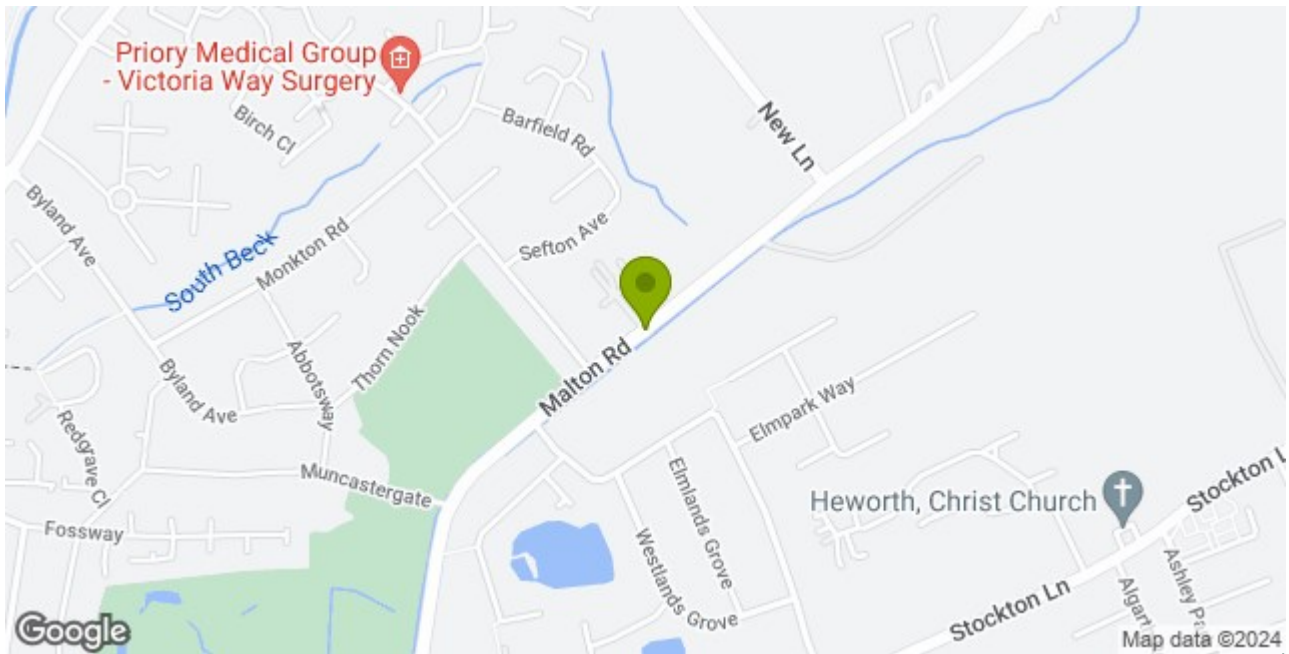 Priory Medical Group
- Victoria Way Surgery
Birch Cl
Barfield Rd
New Ln
Byland Ave
South Beck
Monkton Rd
Sefton Ave
Thorn Nook
Abbotsway
Malton Rd
Byland Ave
Redgrave Cl
Elmpark Way
Muncastergate
Elmlands Grove
Heworth, Christ Church
Stockton L
Fossway
Westlands Grove
Stockton Ln
Ashley Pa
Algarth
Google
Map data ©2024